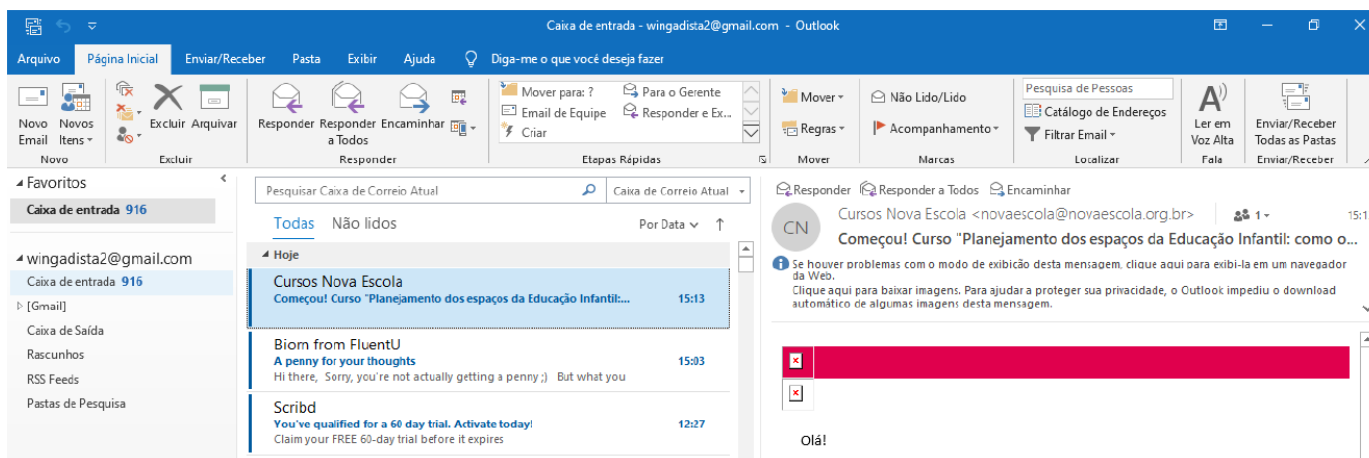 Caixa de entrada - wingadista2@gmail.com - Outlook
Arquivo Página Inicial Enviar/Receber Pasta Exibir Ajuda Diga-me o que você deseja fazer
Novo Email
Novos Itens
Novo
Excluir Arquivar
Excluir
Responder Responder a Todos Encaminhar
Responder
Mover para: ? Para o Gerente
Email de Equipe Responder e Ex...
Criar
Etapas Rápidas
Mover
Regras
Mover
Não Lido/Lido
Acompanhamento
Marcas
Pesquisa de Pessoas
Catálogo de Endereços
Filtrar Email
Localizar
A
Ler em Voz Alta
Fala
Enviar/Receber Todas as Pastas
Enviar/Receber
Favoritos
Caixa de entrada 916
wingadista2@gmail.com
Caixa de entrada 916
[Gmail]
Caixa de Saída
Rascunhos
RSS Feeds
Pastas de Pesquisa
Pesquisar Caixa de Correio Atual Caixa de Correio Atual
Todas Não lidos Por Data
Hoje
Cursos Nova Escola
Começou! Curso "Planejamento dos espaços da Educação Infantil:... 15:13
Biom from FluentU
A penny for your thoughts 15:03
Hi there, Sorry, you're not actually getting a penny ;) But what you
Scribd
You've qualified for a 60 day trial. Activate today! 12:27
Claim your FREE 60-day trial before it expires
Responder Responder a Todos Encaminhar
CN
Cursos Nova Escola <novaescola@novaescola.org.br> 1 15:1
Começou! Curso "Planejamento dos espaços da Educação Infantil: como o...
Se houver problemas com o modo de exibição desta mensagem, clique aqui para exibi-la em um navegador
da Web.
Clique aqui para baixar imagens. Para ajudar a proteger sua privacidade, o Outlook impediu o download
automático de algumas imagens desta mensagem.
Olá!